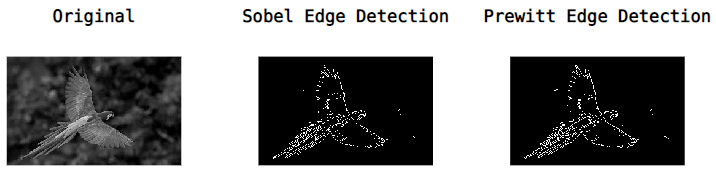 Original
Sobel Edge Detection
Prewitt Edge Detection